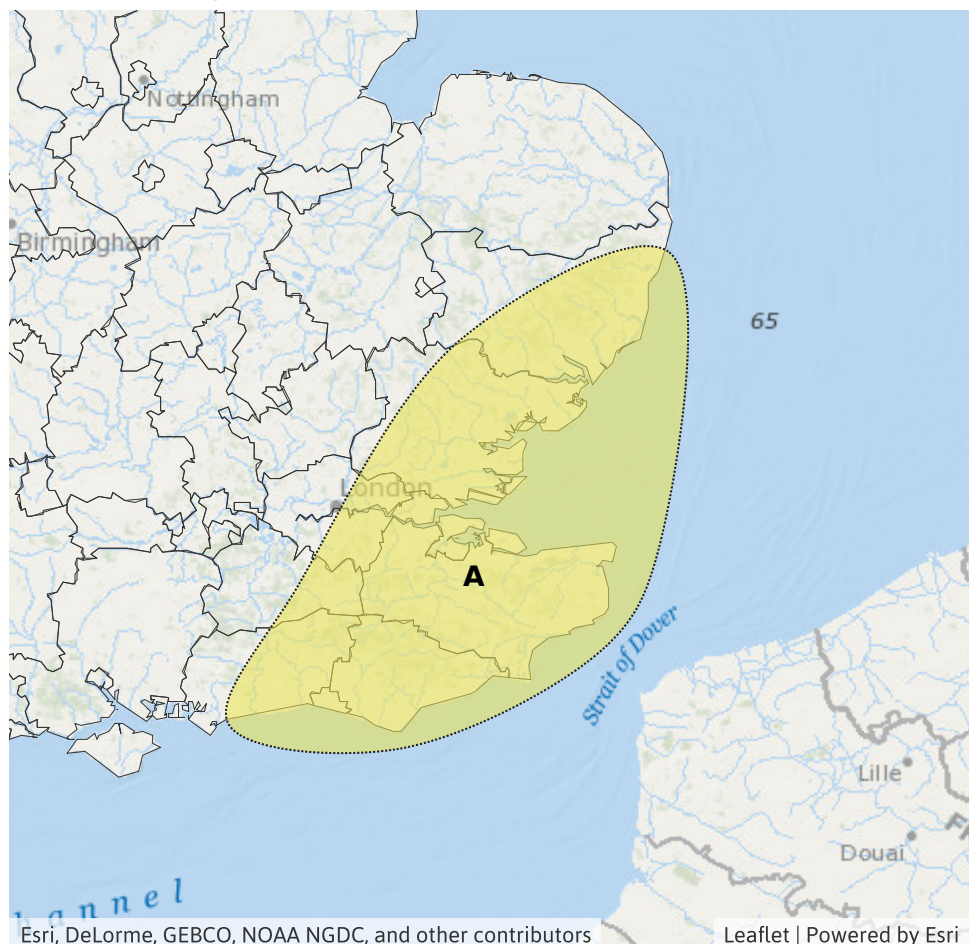 Nottingham
Birmingham
65
London
A
Strait of Dover
Lille
Douai
hannel
Esri, DeLorme, GEBCO, NOAA NGDC, and other contributors
Leaflet | Powered by Esri